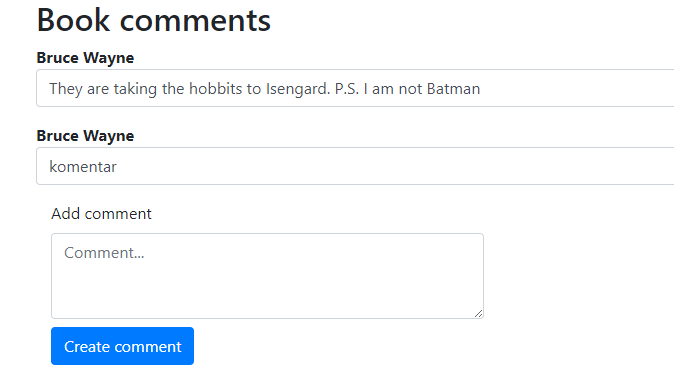 Book comments
Bruce Wayne
They are taking the hobbits to Isengard. P.S. I am not Batman
Bruce Wayne
komentar
Add comment
Comment...
Create comment